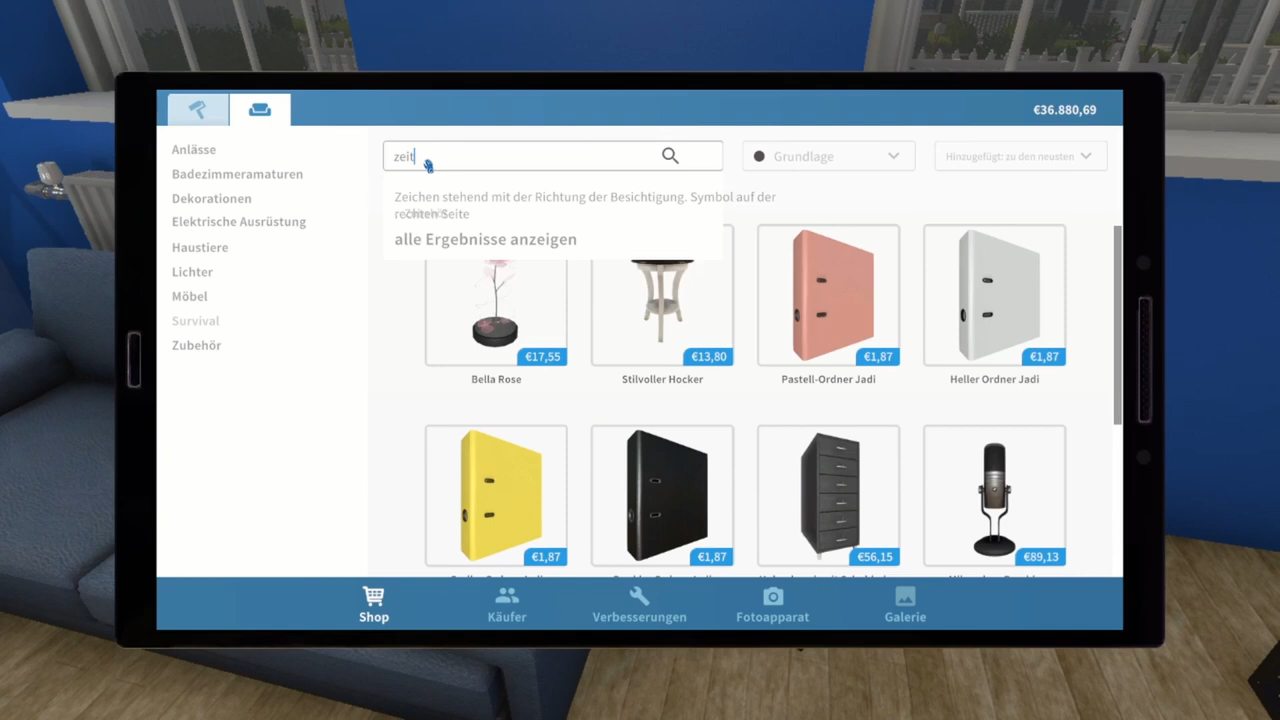 €36.880,69
Anlässe
Badezimmeramaturen
Dekorationen
Elektrische Ausrüstung
Haustiere
Lichter
Möbel
Survival
Zubehör
zeit
Grundlage
Hinzugefügt: zu den neusten
Zeichen stehend mit der Richtung der Besichtigung. Symbol auf der
rechten Seite
alle Ergebnisse anzeigen
€17,55
€13,80
€1,87
€1,87
Bella Rose
Stilvoller Hocker
Pastell-Ordner Jadi
Heller Ordner Jadi
€1,87
€1,87
€56,15
€89,13
Shop
Käufer
Verbesserungen
Fotoapparat
Galerie